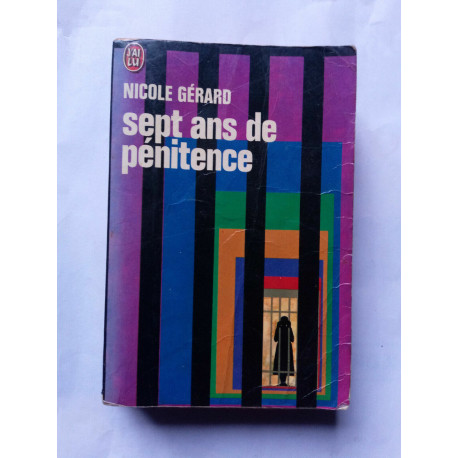 J'AI
LU
NICOLE GÉRARD
sept ans de
pénitence